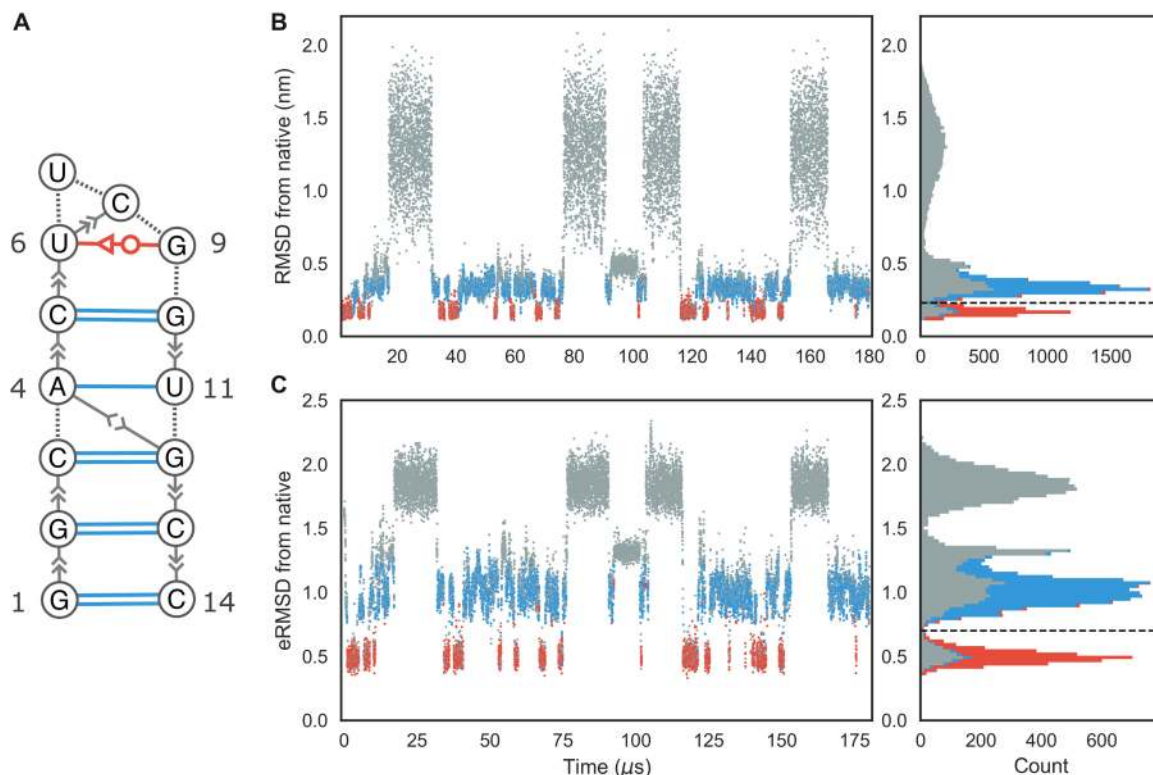 A
U
C
6 U G 9
C G
4 A U 11
C G
G C
1 G C 14
B
RMSD from native (nm)
2.0
1.5
1.0
0.5
0.0
20 40 60 80 100 120 140 160 180
2.0
1.5
1.0
0.5
0.0
0 500 1000 1500
C
eRMSD from native
2.5
2.0
1.5
1.0
0.5
0.0
0 25 50 75 100 125 150 175
Time (μs)
2.5
2.0
1.5
1.0
0.5
0.0
0 200 400 600
Count